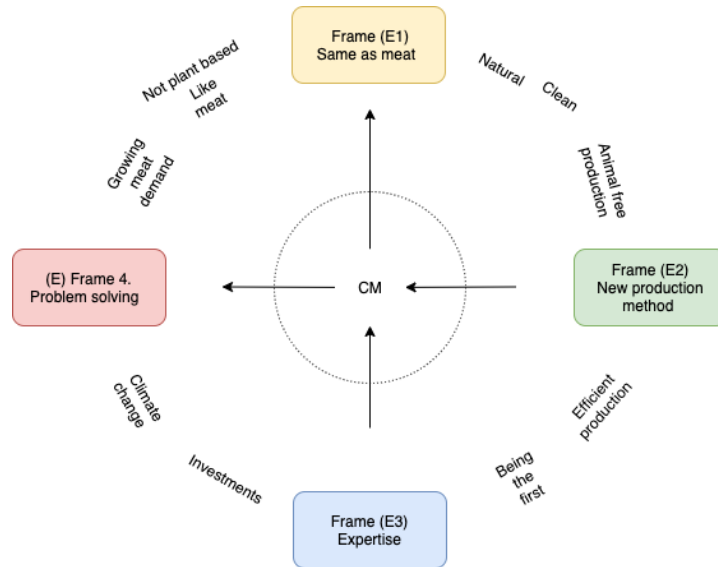 Frame (E1)
Same as meat
Not plant based
Like
meat
Natural
Clean
Growing
meat
demand
Animal free
production
(E) Frame 4.
Problem solving
CM
Frame (E2)
New production
method
Climate
change
Efficient
production
Investments
Being
the
first
Frame (E3)
Expertise